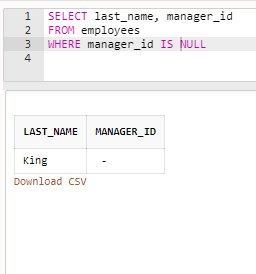 1 SELECT last_name, manager_id
2 FROM employees
3 WHERE manager_id IS NULL
4
LAST_NAME MANAGER_ID
King -
Download CSV